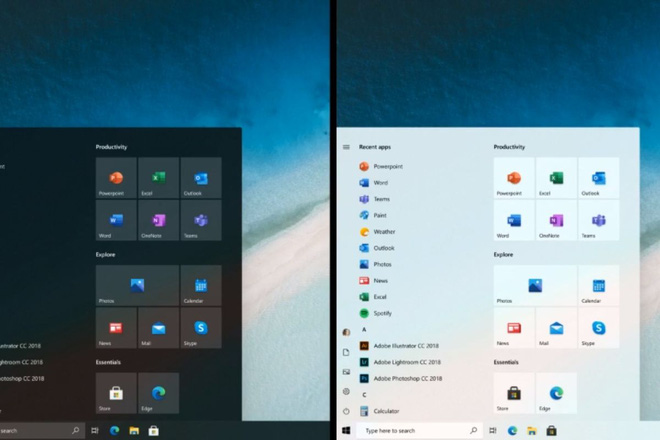 Productivity
Powerpoint
Excel
Outlook
Word
OneNote
Teams
Explore
Photos
Calendar
News
Mail
Skype
Essentials
Store
Edge
ustrator CC 2018
ghtroom CC 2018
hotoshop CC 2018
search
Recent apps
Powerpoint
Word
Teams
Paint
Weather
Outlook
Photos
News
Excel
Spotify
A
Adobe Illustrator CC 2018
Adobe Lightroom CC 2018
Adobe Photoshop CC 2018
C
Calculator
Productivity
Powerpoint
Excel
Outlook
Word
OneNote
Teams
Explore
Photos
Calendar
News
Mail
Skype
Essentials
Store
Edge
Type here to search